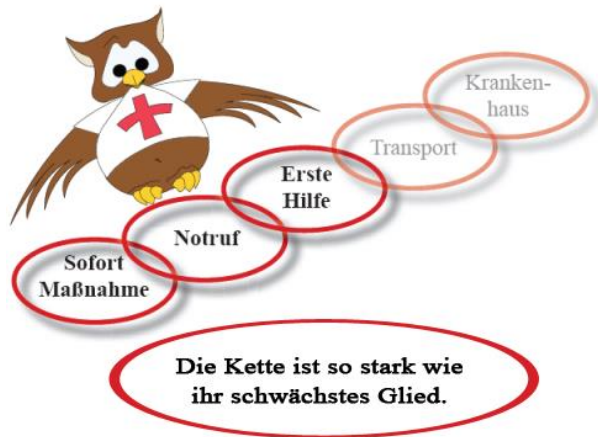 Sofort
Maßnahme
Notruf
Erste
Hilfe
Transport
Kranken-
haus
Die Kette ist so stark wie
ihr schwächstes Glied.